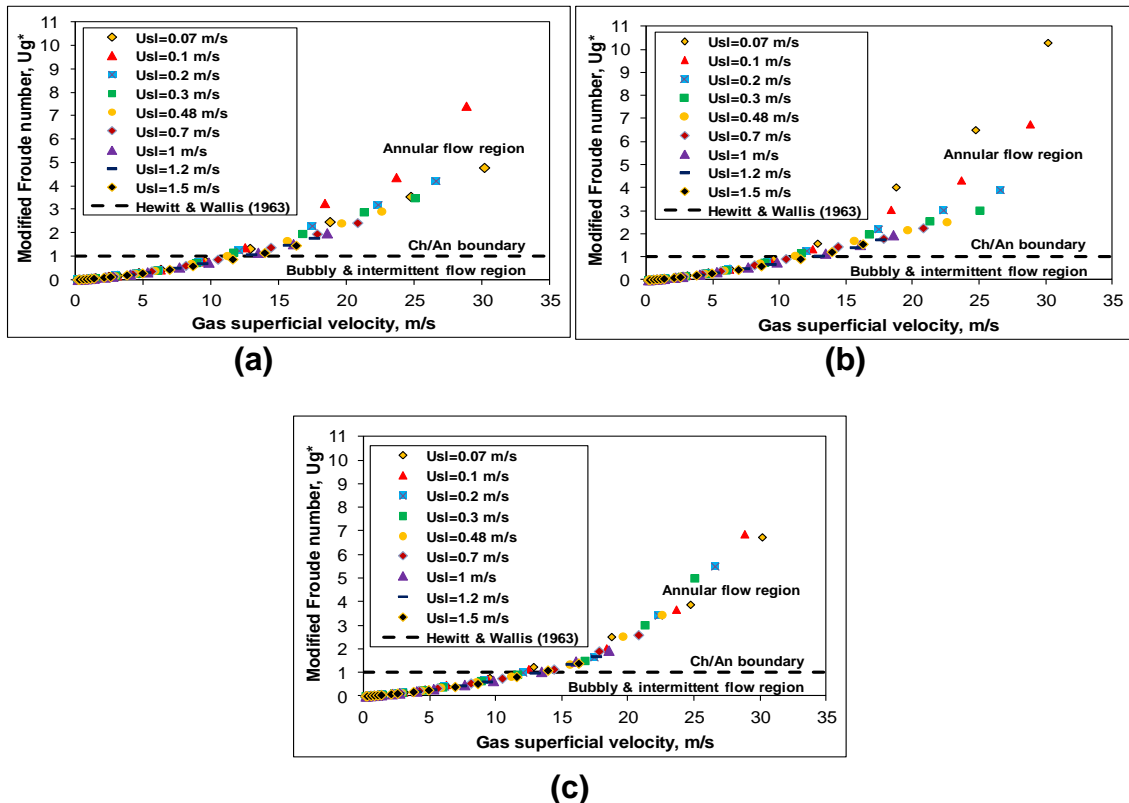 Modified Froude number, Ug*
11
10
9
8
7
6
5
4
3
2
1
0
Usl=0.07 m/s
Usl=0.1 m/s
Usl=0.2 m/s
Usl=0.3 m/s
Usl=0.48 m/s
Usl=0.7 m/s
Usl=1 m/s
Usl=1.2 m/s
Usl=1.5 m/s
Hewitt & Wallis (1963)
Annular flow region
Ch/An boundary
Bubbly & intermittent flow region
0 5 10 15 20 25 30 35
Gas superficial velocity, m/s
(a)
Modified Froude number, Ug*
11
10
9
8
7
6
5
4
3
2
1
0
Usl=0.07 m/s
Usl=0.1 m/s
Usl=0.2 m/s
Usl=0.3 m/s
Usl=0.48 m/s
Usl=0.7 m/s
Usl=1 m/s
Usl=1.2 m/s
Usl=1.5 m/s
Hewitt & Wallis (1963)
Annular flow region
Ch/An boundary
Bubbly & intermittent flow region
0 5 10 15 20 25 30 35
Gas superficial velocity, m/s
(b)
Modified Froude number, Ug*
11
10
9
8
7
6
5
4
3
2
1
0
Usl=0.07 m/s
Usl=0.1 m/s
Usl=0.2 m/s
Usl=0.3 m/s
Usl=0.48 m/s
Usl=0.7 m/s
Usl=1 m/s
Usl=1.2 m/s
Usl=1.5 m/s
Hewitt & Wallis (1963)
Annular flow region
Ch/An boundary
Bubbly & intermittent flow region
0 5 10 15 20 25 30 35
Gas superficial velocity, m/s
(c)